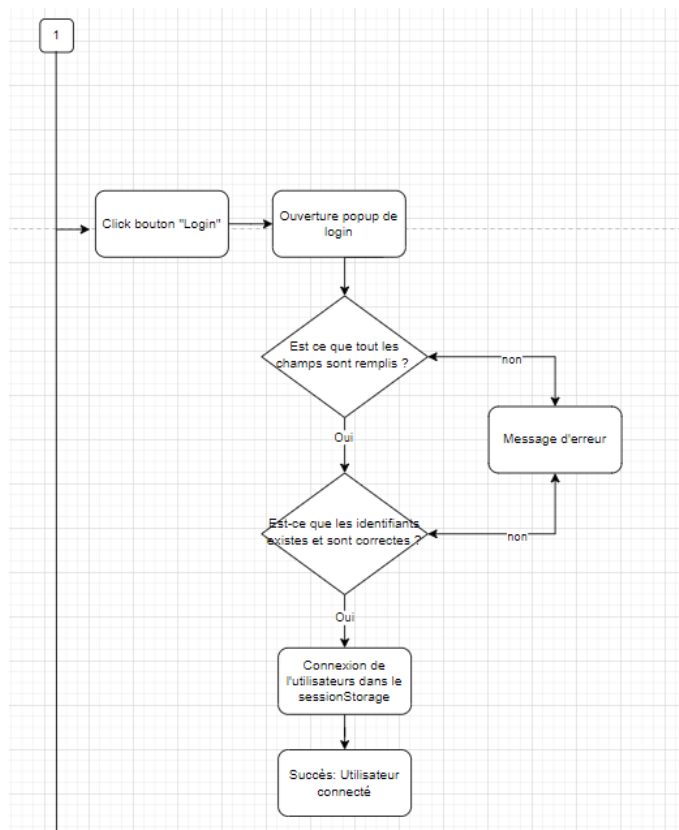 1
Click bouton "Login"
Ouverture popup de
login
Est ce que tout les
champs sont remplis ?
non
Message d'erreur
Oui
Est-ce que les identifiants
existes et sont correctes ?
non
Oui
Connexion de
l'utilisateurs dans le
sessionStorage
Succès: Utilisateur
connecté